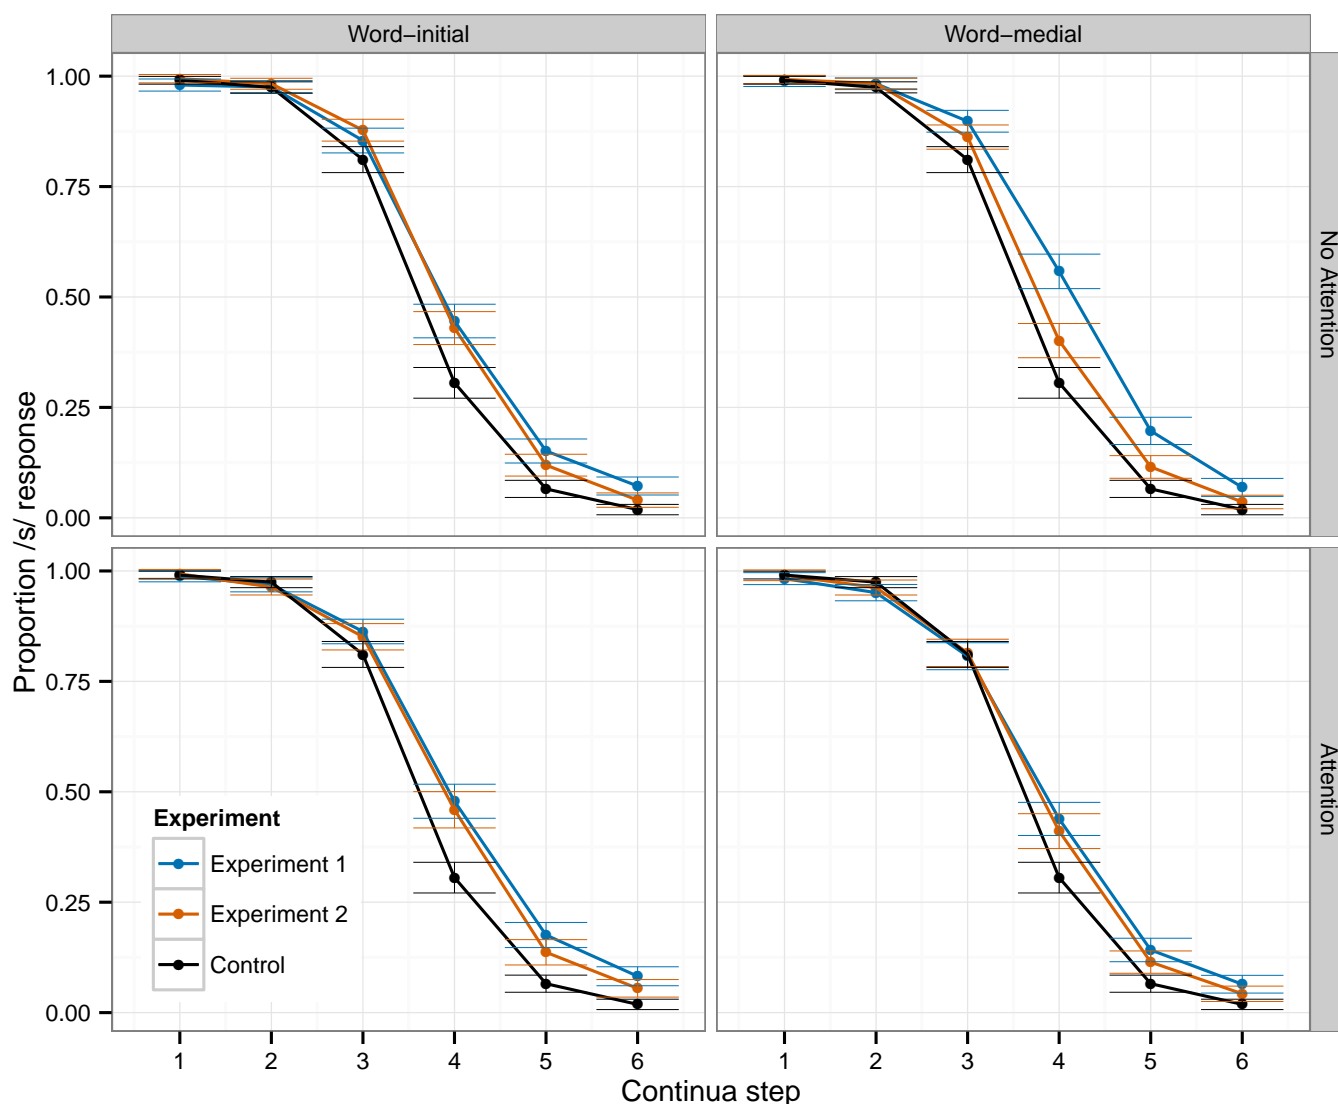 Word−initial
Word−medial
1.00
0.75
0.50
0.25
0.00
No Attention
1.00
0.75
0.50
0.25
0.00
Attention
Proportion /s/ response
Experiment
Experiment 1
Experiment 2
Control
1 2 3 4 5 6
1 2 3 4 5 6
Continua step